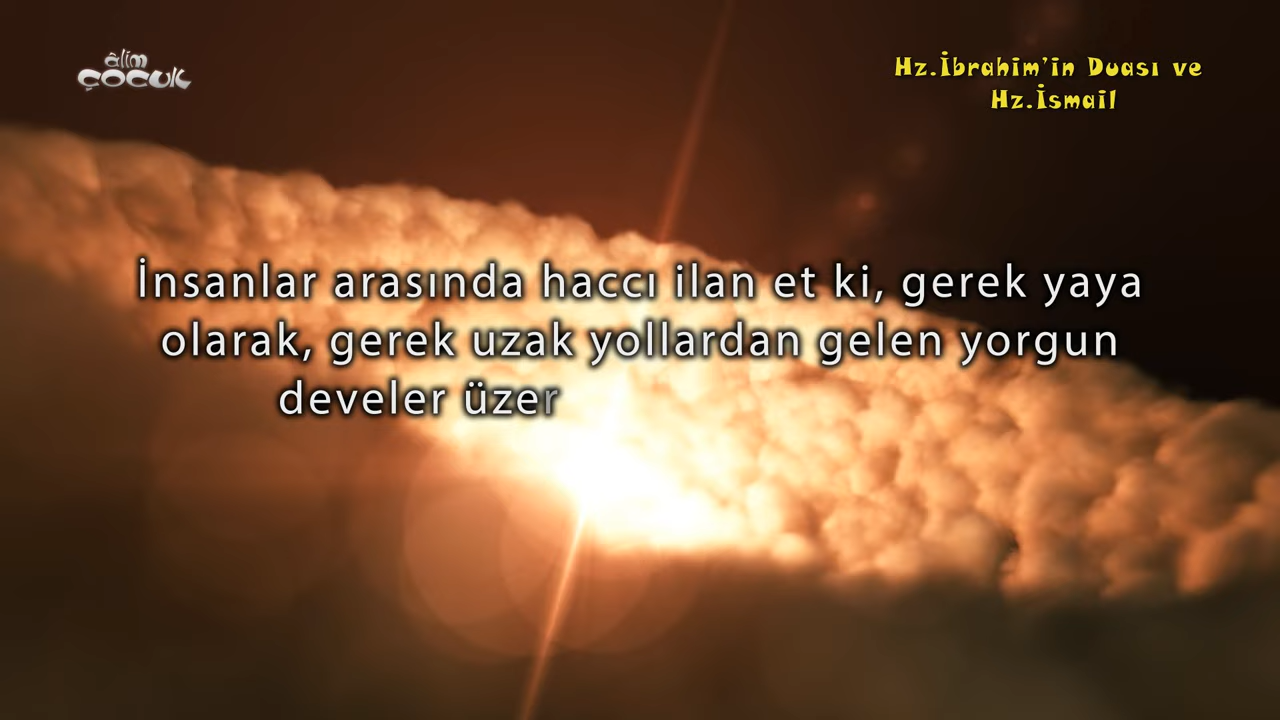 âlim
ÇOCUK
Hz.İbrahim'in Duası ve
Hz.İsmail
İnsanlar arasında haccı ilan et ki, gerek yaya
olarak, gerek uzak yollardan gelen yorgun
develer üzer